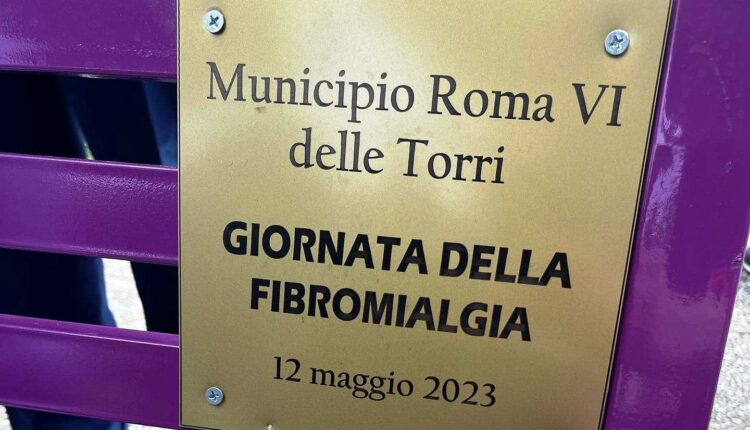 Municipio Roma VI
delle Torri
GIORNATA DELLA
FIBROMIALGIA
12 maggio 2023